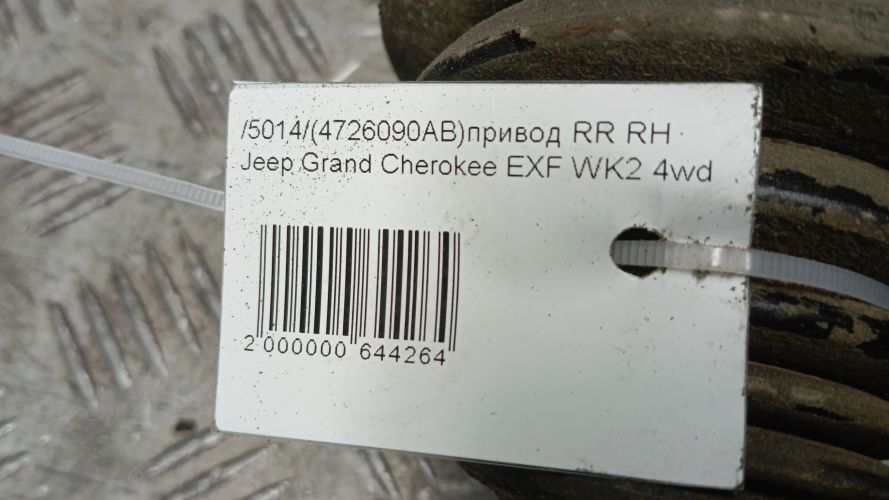 /5014/(4726090AB)привод RR RH
Jeep Grand Cherokee EXF WK2 4wd
2 000000 644264